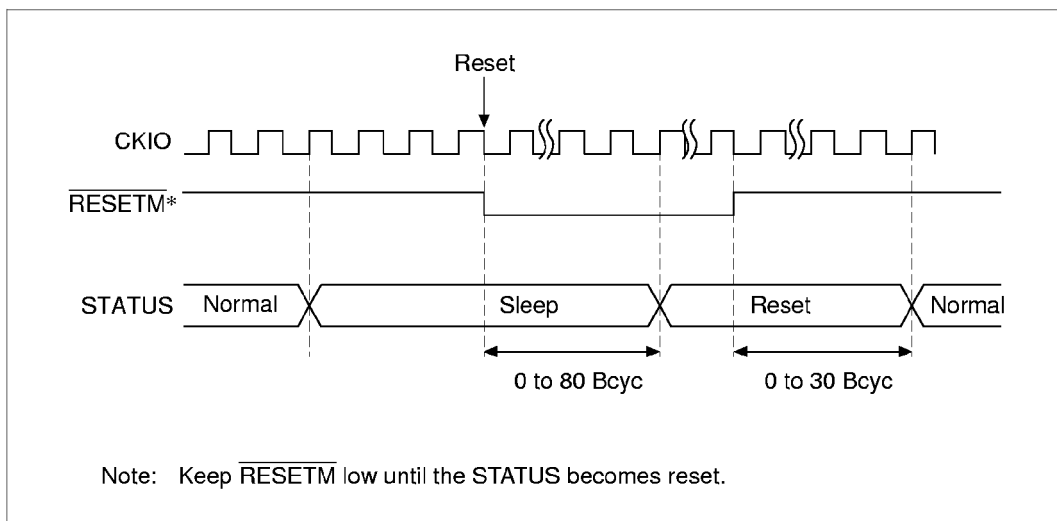 Reset
CKIO
RESETM*
STATUS Normal Sleep Reset Normal
0 to 80 Bcyc 0 to 30 Bcyc
Note: Keep RESETM low until the STATUS becomes reset.